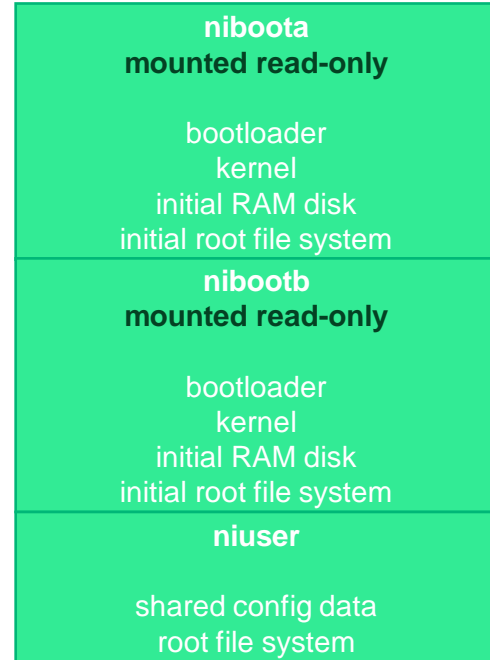 niboota
mounted read-only
bootloader
kernel
initial RAM disk
initial root file system
nibootb
mounted read-only
bootloader
kernel
initial RAM disk
initial root file system
niuser
shared config data
root file system